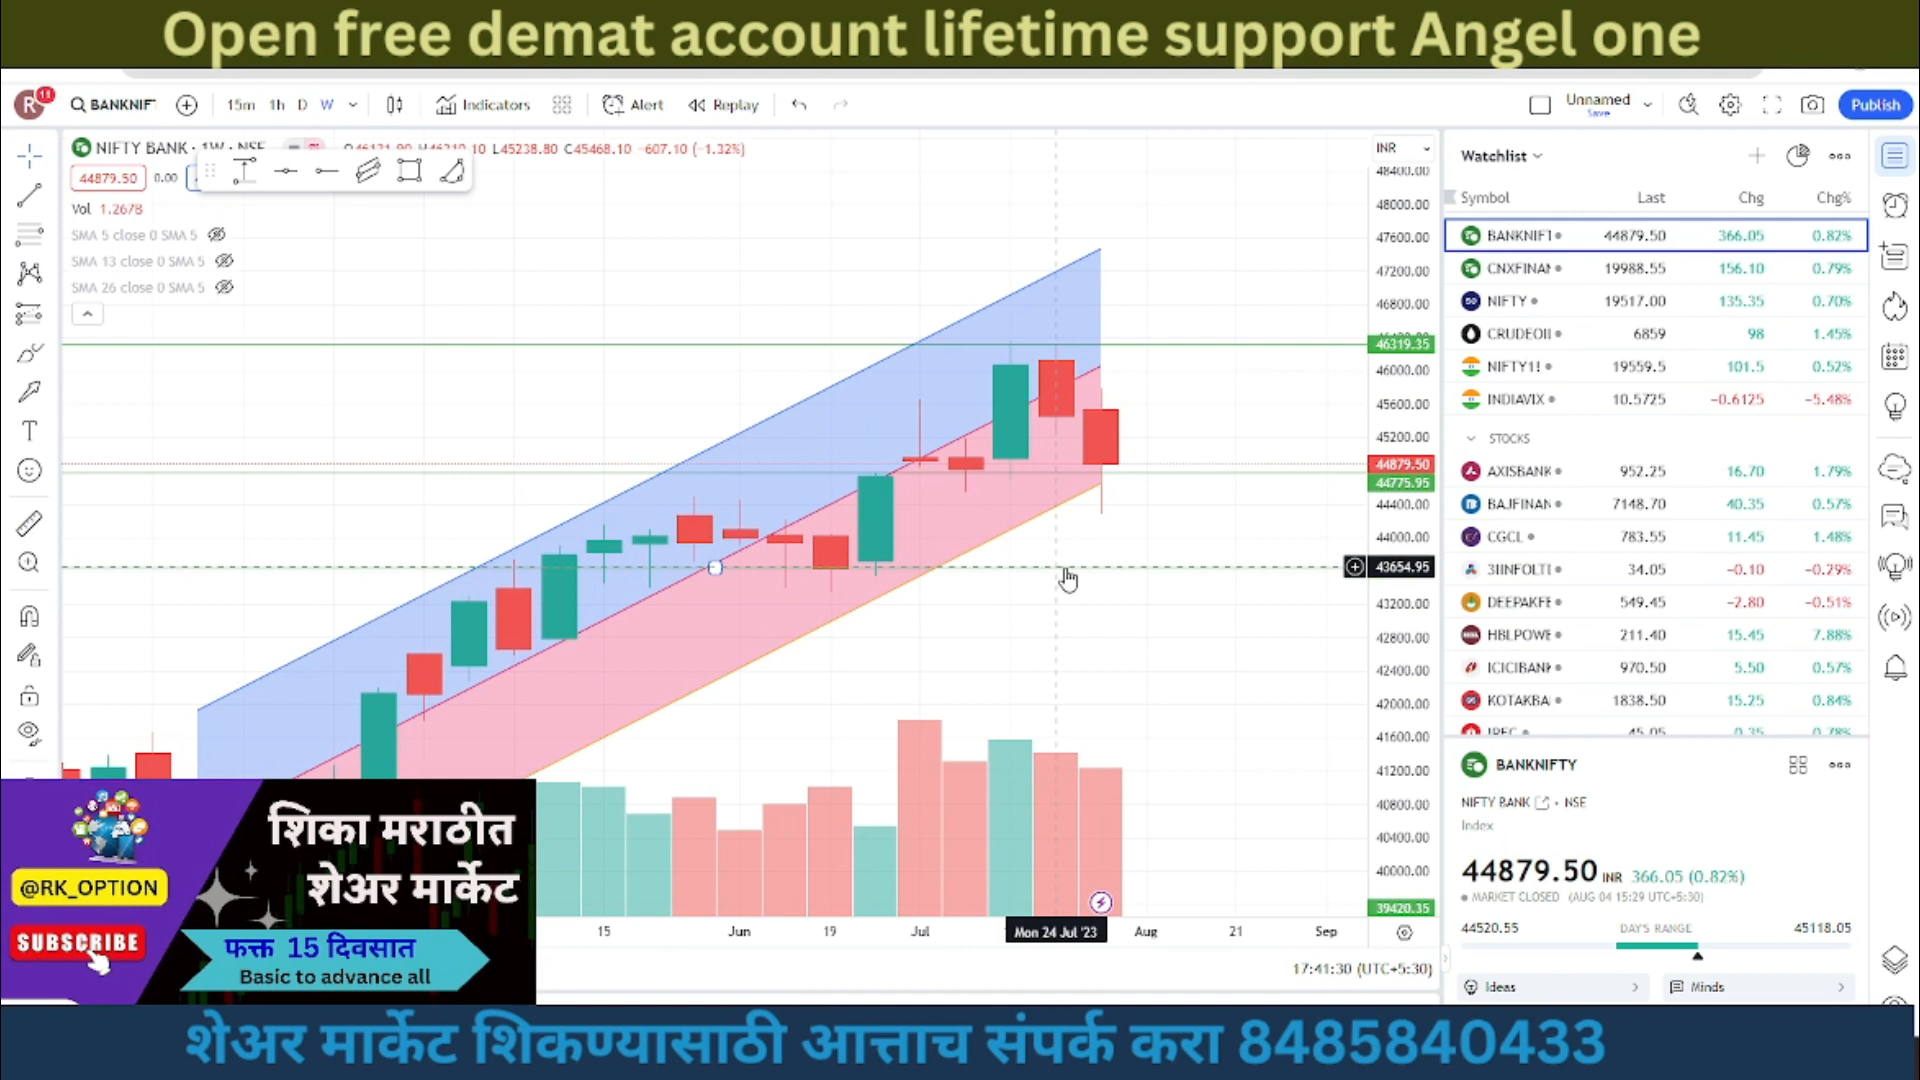 Open free demat account lifetime support Angel one
R 11 BANKNIF 15m 1h D W Indicators Alert Replay Unnamed Save Publish
NIFTY BANK · 1W · NSE L45238.80 C45468.10 −607.10 (−1.32%)
44879.50 0.00
Vol 1.267B
SMA 5 close 0 SMA 5
SMA 13 close 0 SMA 5
SMA 26 close 0 SMA 5
INR
48400.00
48000.00
47600.00
47200.00
46800.00
46319.35
46000.00
45600.00
45200.00
44879.50
44775.95
44400.00
44000.00
43654.95
43200.00
42800.00
42400.00
42000.00
41600.00
41200.00
40800.00
40400.00
40000.00
39420.35
15 Jun 19 Jul Mon 24 Jul '23 Aug 21 Sep
17:41:30 (UTC+5:30)
Watchlist
Symbol Last Chg Chg%
BANKNIFT 44879.50 366.05 0.82%
CNXFINAN 19988.55 156.10 0.79%
NIFTY 19517.00 135.35 0.70%
CRUDEOIL 6859 98 1.45%
NIFTY1! 19559.5 101.5 0.52%
INDIAVIX 10.5725 −0.6125 −5.48%
STOCKS
AXISBANK 952.25 16.70 1.79%
BAJFINAN 7148.70 40.35 0.57%
CGCL 783.55 11.45 1.48%
3IINFOLTI 34.05 −0.10 −0.29%
DEEPAKFE 549.45 −2.80 −0.51%
HBLPOWE 211.40 15.45 7.88%
ICICIBANK 970.50 5.50 0.57%
KOTAKBA 1838.50 15.25 0.84%
BANKNIFTY
NIFTY BANK · NSE
Index
44879.50 INR 366.05 (0.82%)
MARKET CLOSED (AUG 04 15:29 UTC+5:30)
44520.55 DAY'S RANGE 45118.05
Ideas Minds
शिका मराठीत
शेअर मार्केट
@RK_OPTION
SUBSCRIBE
फक्त 15 दिवसात
Basic to advance all
शेअर मार्केट शिकण्यासाठी आत्ताच संपर्क करा 8485840433